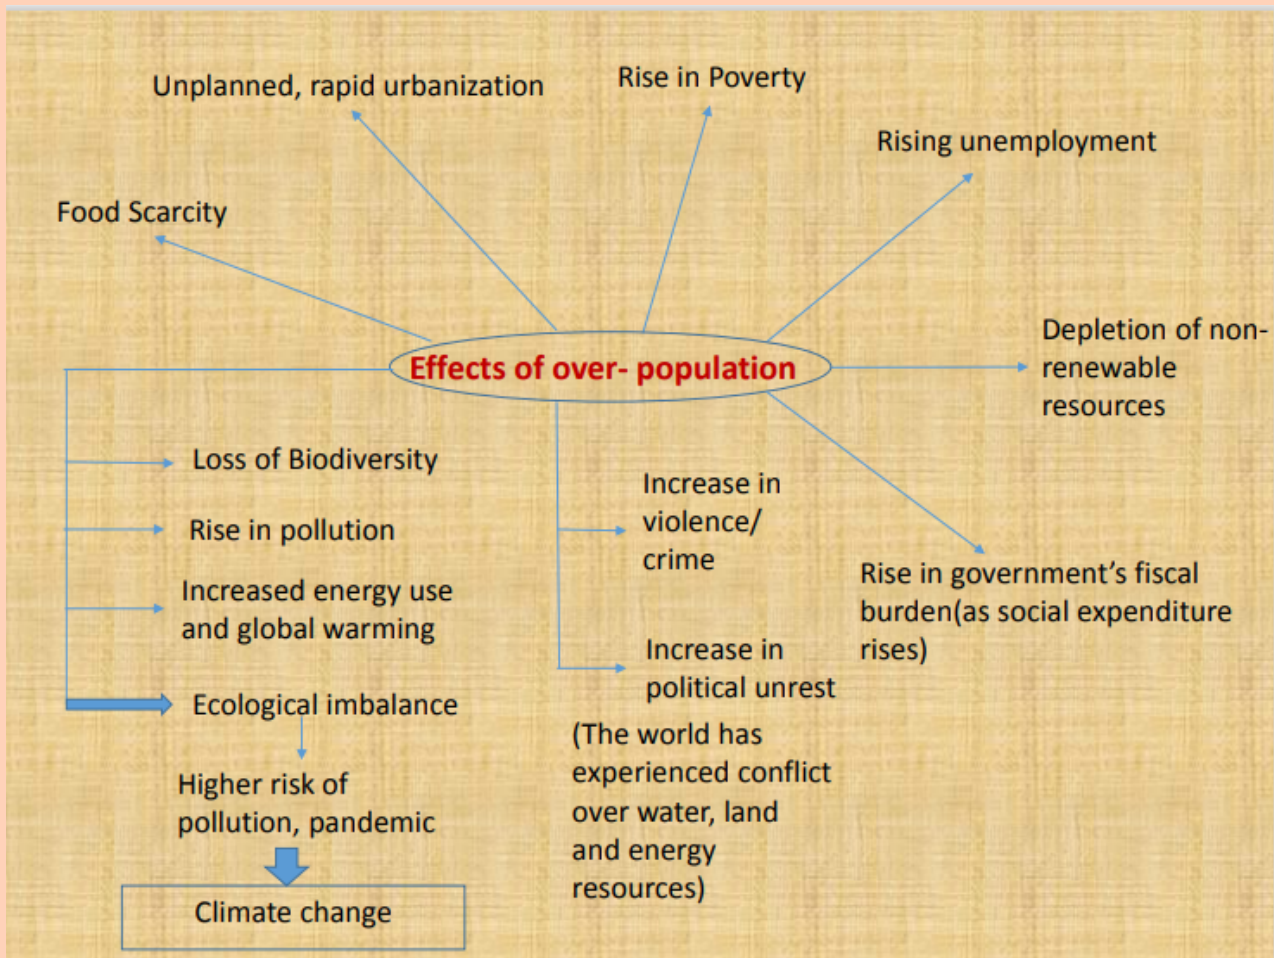 Unplanned, rapid urbanization
Rise in Poverty
Rising unemployment
Food Scarcity
Effects of over- population
Depletion of non-
renewable
resources
Loss of Biodiversity
Rise in pollution
Increased energy use
and global warming
Ecological imbalance
Higher risk of
pollution, pandemic
Climate change
Increase in
violence/
crime
Increase in
political unrest
(The world has
experienced conflict
over water, land
and energy
resources)
Rise in government’s fiscal
burden(as social expenditure
rises)